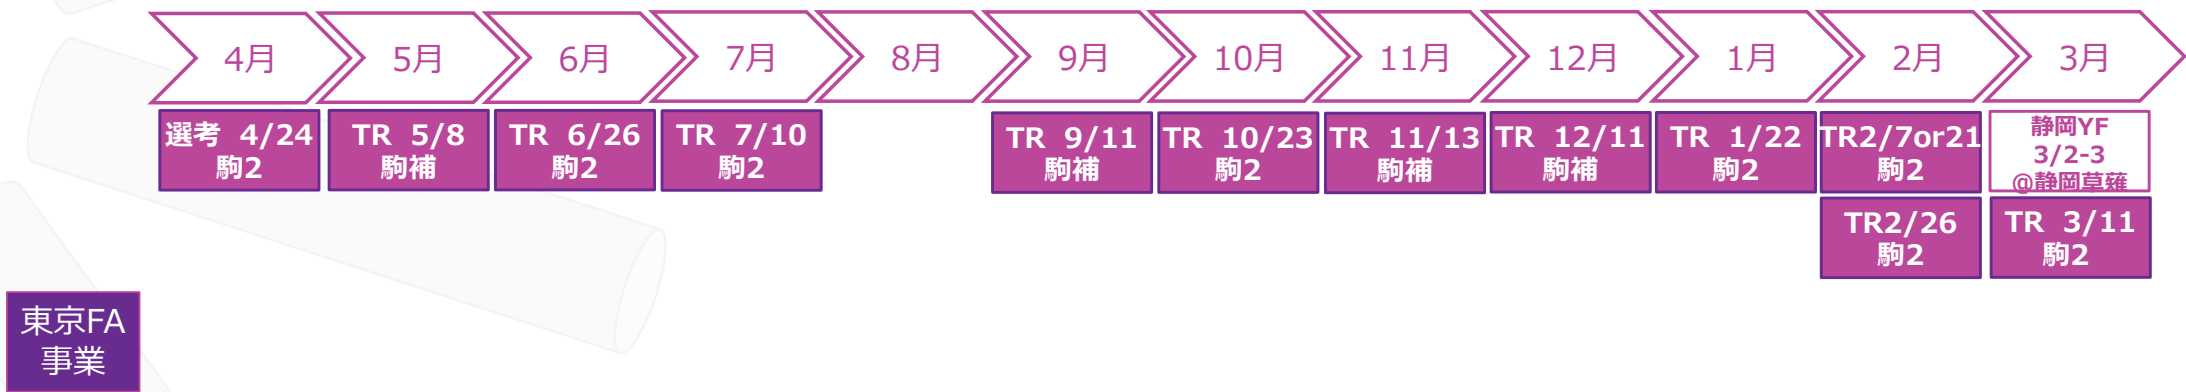 4月 5月 6月 7月 8月 9月 10月 11月 12月 1月 2月 3月
選考 4/24
駒2
TR 5/8
駒補
TR 6/26
駒2
TR 7/10
駒2
TR 9/11
駒補
TR 10/23
駒2
TR 11/13
駒補
TR 12/11
駒補
TR 1/22
駒2
TR2/7or21
駒2
静岡YF
3/2-3
@静岡草薙
TR2/26
駒2
TR 3/11
駒2
東京FA
事業